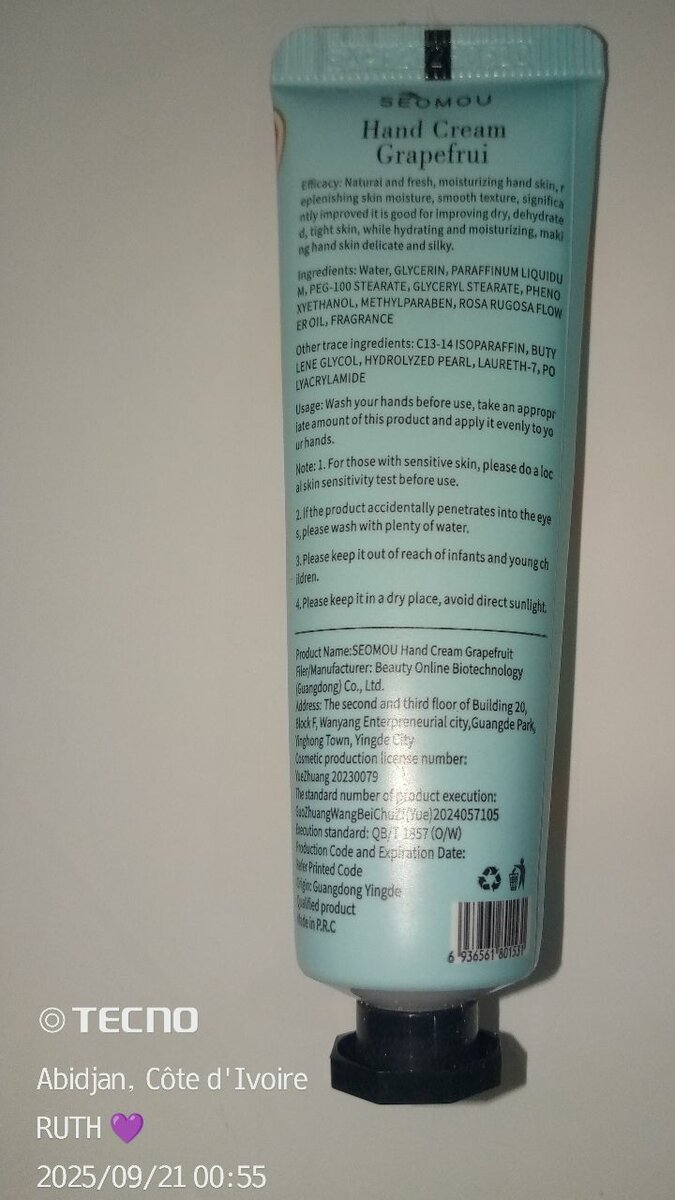 SEOMOU
Hand Cream
Grapefrui
Efficacy: Natural and fresh, moisturizing hand skin, r
eplenishing skin moisture, smooth texture, significa
ntly improved it is good for improving dry, dehydrate
d, tight skin, while hydrating and moisturizing, maki
ng hand skin delicate and silky.
Ingredients: Water, GLYCERIN, PARAFFINUM LIQUIDU
M, PEG-100 STEARATE, GLYCERYL STEARATE, PHENO
XYETHANOL, METHYLPARABEN, ROSA RUGOSA FLOW
ER OIL, FRAGRANCE
Other trace ingredients: C13-14 ISOPARAFFIN, BUTY
LENE GLYCOL, HYDROLYZED PEARL, LAURETH-7, PO
LYACRYLAMIDE
Usage: Wash your hands before use, take an appropr
iate amount of this product and apply it evenly to yo
ur hands.
Note: 1. For those with sensitive skin, please do a loc
al skin sensitivity test before use.
2. If the product accidentally penetrates into the eye
s, please wash with plenty of water.
3. Please keep it out of reach of infants and young ch
ildren.
4. Please keep it in a dry place, avoid direct sunlight.
Product Name:SEOMOU Hand Cream Grapefruit
Filer/Manufacturer: Beauty Online Biotechnology
(Guangdong) Co., Ltd.
Address: The second and third floor of Building 20,
Block F, Wanyang Enterpreneurial city,Guangde Park,
Yinghong Town, Yingde City
Cosmetic production license number:
YueZhuang 20230079
The standard number of product execution:
GaoZhuangWangBeiChuZi(Yue)2024057105
Execution standard: QB/T 1857 (O/W)
Production Code and Expiration Date:
Refer Printed Code
Origin: Guangdong Yingde
Qualified product
Made in P.R.C
6 936561 801531
TECNO
Abidjan, Côte d'Ivoire
RUTH 💜
2025/09/21 00:55